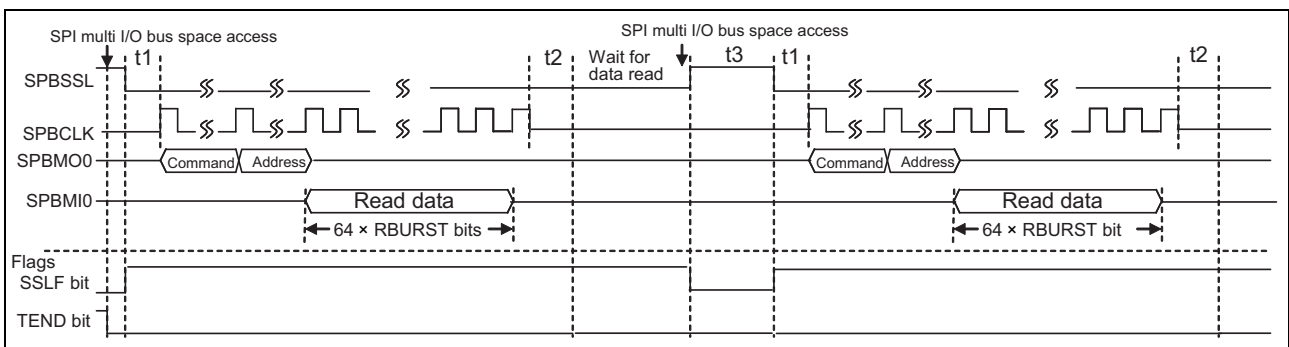 SPI multi I/O bus space access
SPI multi I/O bus space access
t1
t2
Wait for
data read
t3
t1
t2
SPBSSL
SPBCLK
SPBMO0
Command
Address
Command
Address
SPBMI0
Read data
Read data
64 × RBURST bits
64 × RBURST bit
Flags
SSLF bit
TEND bit